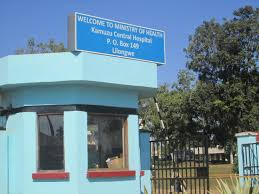 WELCOME TO MINISTRY OF HEALTH
Kamuzu Central Hospital
P. O. Box 149
Lilongwe